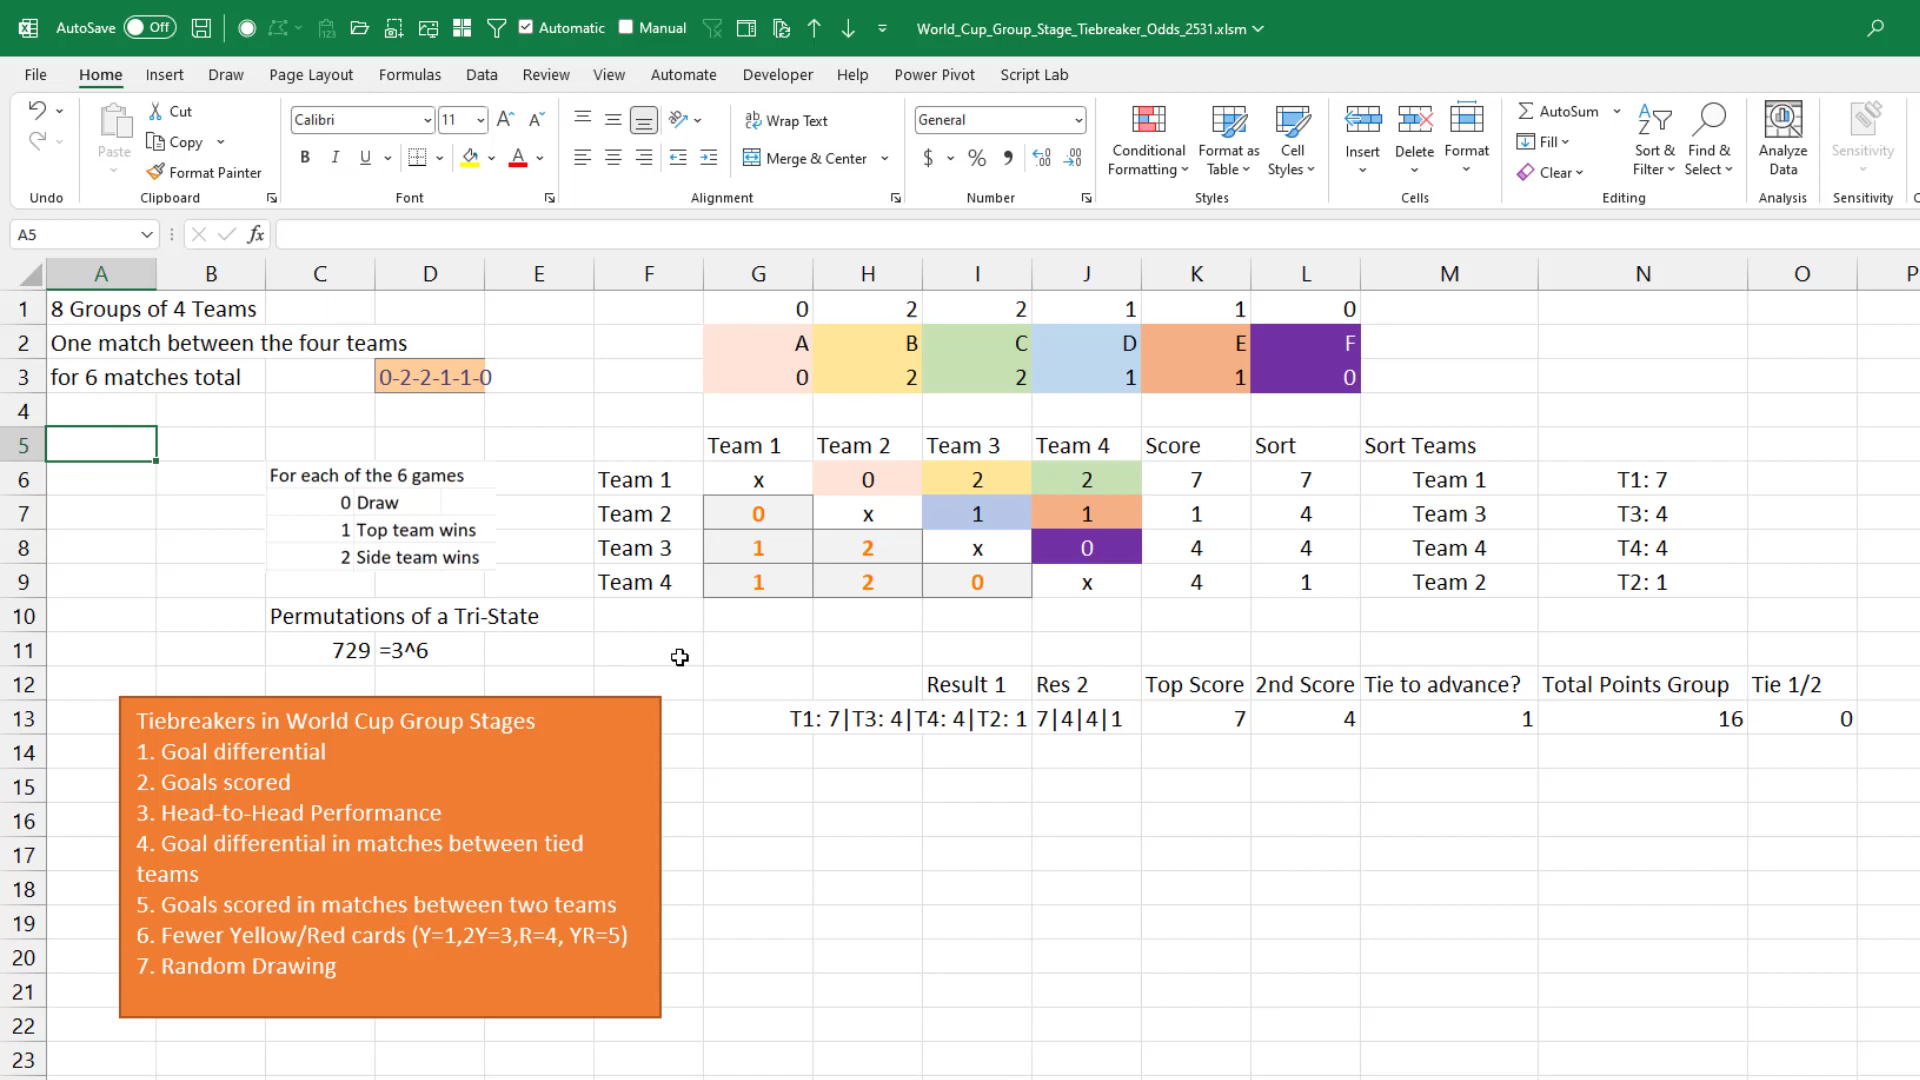 AutoSave Off Automatic Manual World_Cup_Group_Stage_Tiebreaker_Odds_2531.xlsm
File Home Insert Draw Page Layout Formulas Data Review View Automate Developer Help Power Pivot Script Lab
Cut
Copy
Format Painter
Paste
Calibri 11
B I U
Wrap Text
Merge & Center
General
$ %
Conditional Formatting
Format as Table
Cell Styles
Insert
Delete
Format
AutoSum
Fill
Clear
Sort & Filter
Find & Select
Analyze Data
Sensitivity
Undo Clipboard Font Alignment Number Styles Cells Editing Analysis Sensitivity
A5 fx
A B C D E F G H I J K L M N O P
1 8 Groups of 4 Teams 0 2 2 1 1 0
2 One match between the four teams A B C D E F
3 for 6 matches total 0-2-2-1-1-0 0 2 2 1 1 0
4
5 Team 1 Team 2 Team 3 Team 4 Score Sort Sort Teams
6 For each of the 6 games Team 1 x 0 2 2 7 7 Team 1 T1: 7
7 0 Draw Team 2 0 x 1 1 1 4 Team 3 T3: 4
8 1 Top team wins Team 3 1 2 x 0 4 4 Team 4 T4: 4
9 2 Side team wins Team 4 1 2 0 x 4 1 Team 2 T2: 1
10 Permutations of a Tri-State
11 729 =3^6
12 Result 1 Res 2 Top Score 2nd Score Tie to advance? Total Points Group Tie 1/2
13 T1: 7|T3: 4|T4: 4|T2: 1 7|4|4|1 7 4 1 16 0
14
15
16
17
18
19
20
21
22
23
Tiebreakers in World Cup Group Stages
1. Goal differential
2. Goals scored
3. Head-to-Head Performance
4. Goal differential in matches between tied
teams
5. Goals scored in matches between two teams
6. Fewer Yellow/Red cards (Y=1,2Y=3,R=4, YR=5)
7. Random Drawing